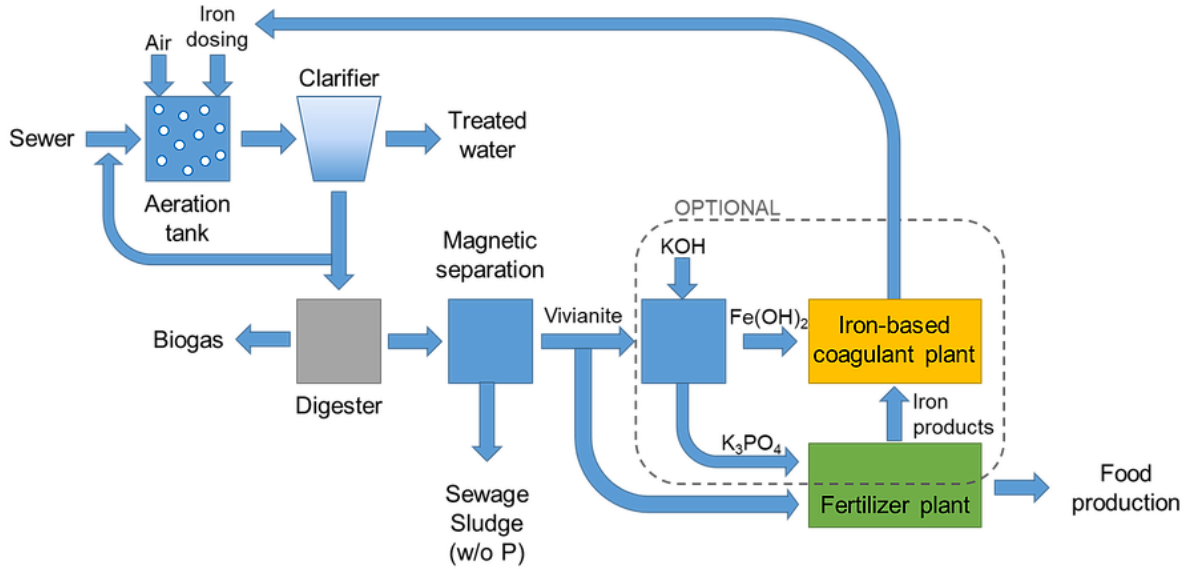 Iron
dosing
Air
Clarifier
Sewer
Treated
water
Aeration
tank
OPTIONAL
Magnetic
separation
KOH
Vivianite
Fe(OH)₂
Iron-based
coagulant plant
Biogas
Digester
Iron
products
K₃PO₄
Sewage
Sludge
(w/o P)
Fertilizer plant
Food
production